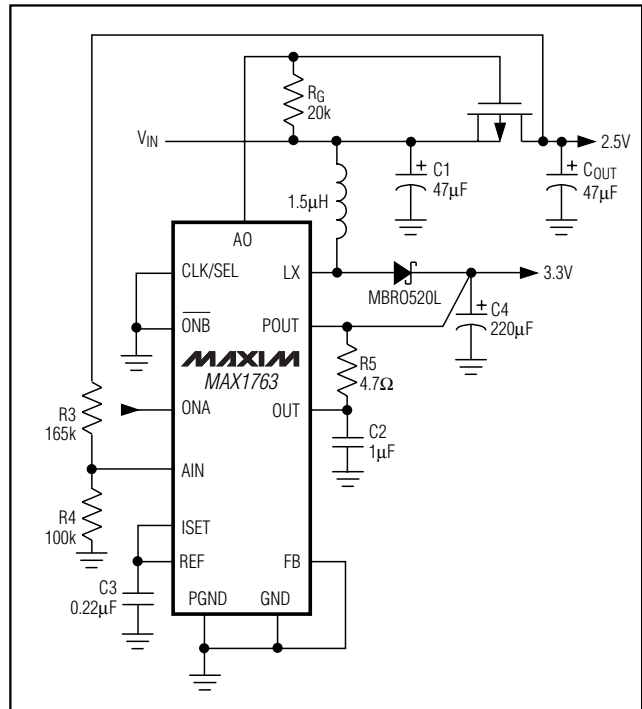 RG
20k
VIN
2.5V
C1
47µF
COUT
47µF
1.5µH
AO
CLK/SEL
LX
MBRO520L
3.3V
ONB
POUT
C4
220µF
MAXIM
MAX1763
R5
4.7Ω
R3
165k
ONA
OUT
C2
1µF
AIN
R4
100k
ISET
REF
FB
C3
0.22µF
PGND
GND